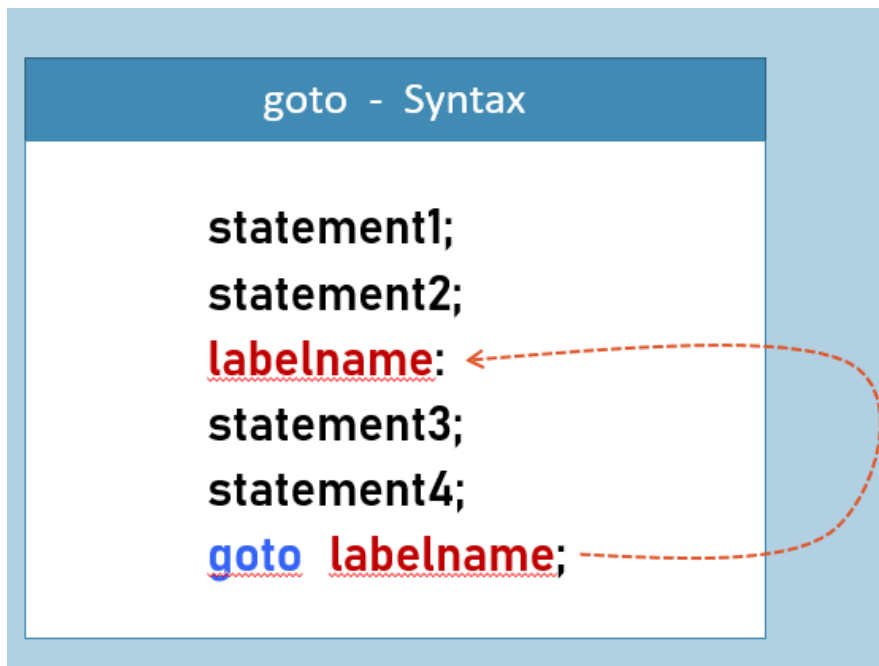 goto - Syntax
statement1;
statement2;
labelname:
statement3;
statement4;
goto labelname;